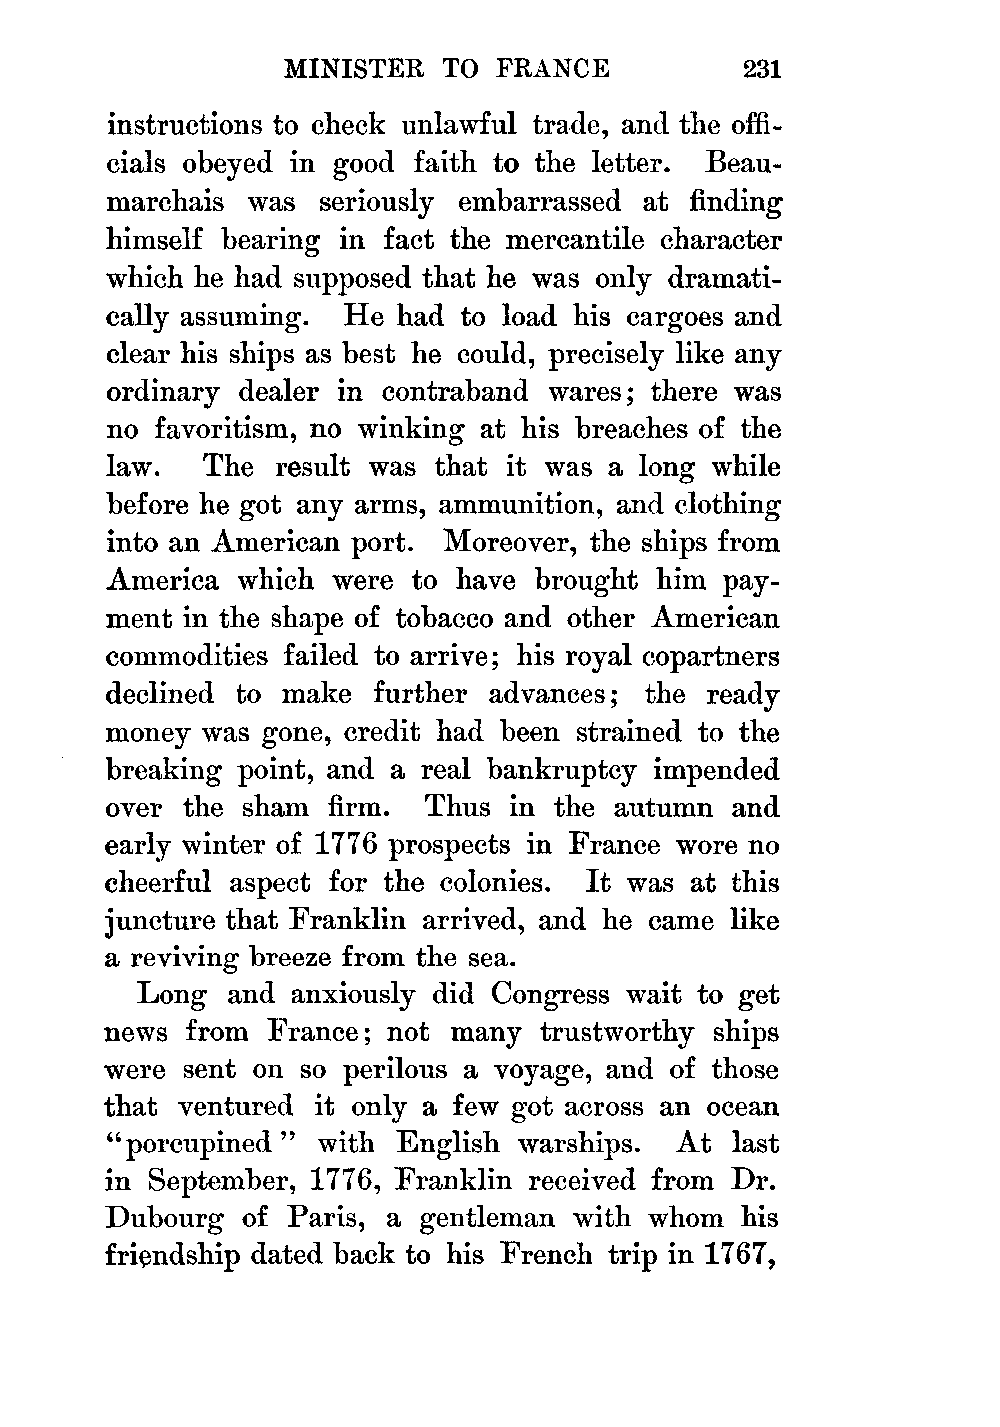 MINISTER TO FRANCE 231
instructions to check unlawful trade, and the offi-
cials obeyed in good faith to the letter. Beau-
marchais was seriously embarrassed at finding
himself bearing in fact the mercantile character
which he had supposed that he was only dramati-
cally assuming. He had to load his cargoes and
clear his ships as best he could, precisely like any
ordinary dealer in contraband wares; there was
no favoritism, no winking at his breaches of the
law. The result was that it was a long while
before he got any arms, ammunition, and clothing
into an American port. Moreover, the ships from
America which were to have brought him pay-
ment in the shape of tobacco and other American
commodities failed to arrive; his royal copartners
declined to make further advances; the ready
money was gone, credit had been strained to the
breaking point, and a real bankruptcy impended
over the sham firm. Thus in the autumn and
early winter of 1776 prospects in France wore no
cheerful aspect for the colonies. It was at this
juncture that Franklin arrived, and he came like
a reviving breeze from the sea.
Long and anxiously did Congress wait to get
news from France; not many trustworthy ships
were sent on so perilous a voyage, and of those
that ventured it only a few got across an ocean
“porcupined” with English warships. At last
in September, 1776, Franklin received from Dr.
Dubourg of Paris, a gentleman with whom his
friendship dated back to his French trip in 1767,